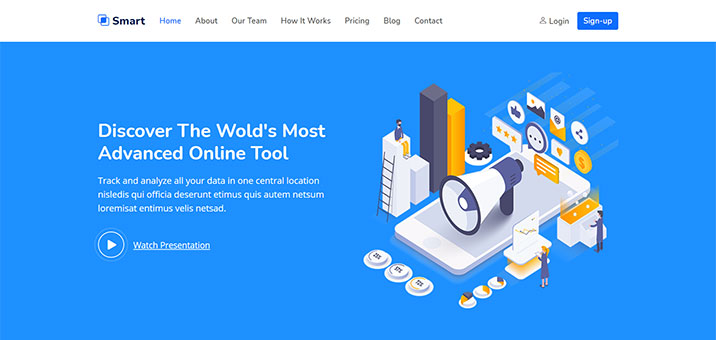 Smart Home About Our Team How It Works Pricing Blog Contact Login Sign-up
Discover The Wold's Most
Advanced Online Tool
Track and analyze all your data in one central location
nisledis qui officia deserunt etimus quis autem netsum
loremisat entimus velis netsad.
Watch Presentation